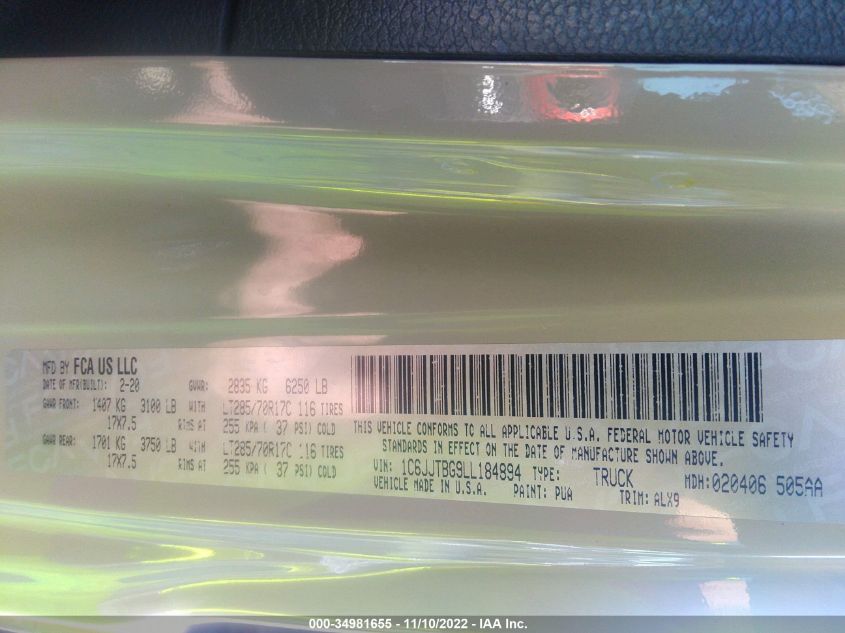 MFD BY FCA US LLC
DATE OF MFR(BUILT): 2-20 GVWR: 2835 KG 6250 LB
GAWR FRONT: 1407 KG 3100 LB WITH LT285/70R17C 116 TIRES
17X7.5 RIMS AT 255 KPA ( 37 PSI) COLD
GAWR REAR: 1701 KG 3750 LB WITH LT285/70R17C 116 TIRES
17X7.5 RIMS AT 255 KPA ( 37 PSI) COLD
THIS VEHICLE CONFORMS TO ALL APPLICABLE U.S.A. FEDERAL MOTOR VEHICLE SAFETY
STANDARDS IN EFFECT ON THE DATE OF MANUFACTURE SHOWN ABOVE.
VIN: 1C6JJTBG9LL184894 TYPE: TRUCK MDH:020406 505AA
VEHICLE MADE IN U.S.A. PAINT: PUA TRIM: ALX9
000-34981655 - 11/10/2022 - IAA Inc.